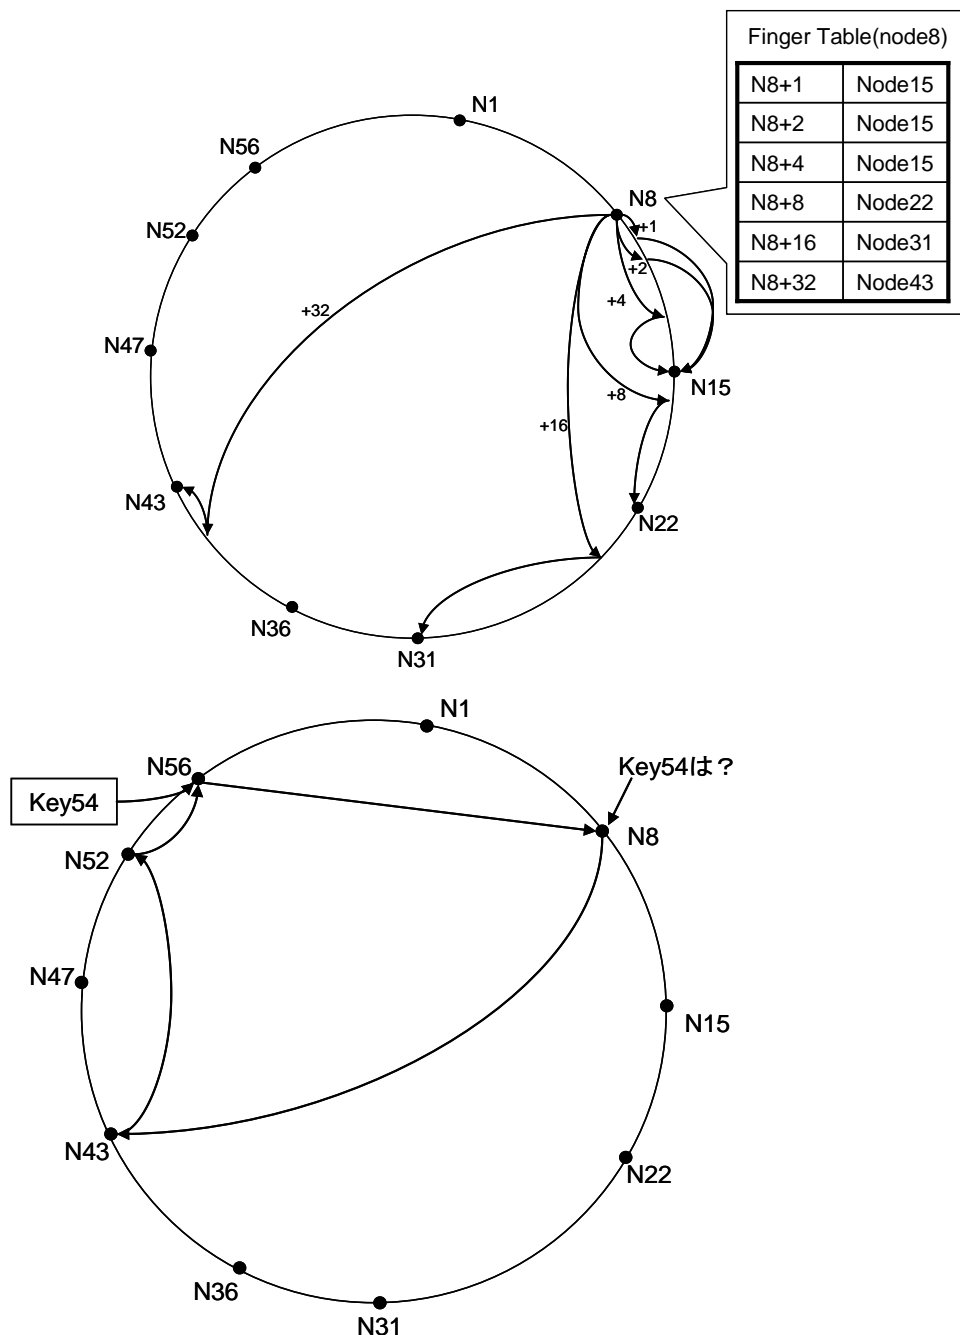 Finger Table(node8)
N8+1 Node15
N8+2 Node15
N8+4 Node15
N8+8 Node22
N8+16 Node31
N8+32 Node43
N1
N56
N8
+1
N52
+2
+4
+32
N47
N15
+8
+16
N43
N22
N36
N31
N1
N56
Key54は？
Key54
N8
N52
N47
N15
N43
N22
N36
N31